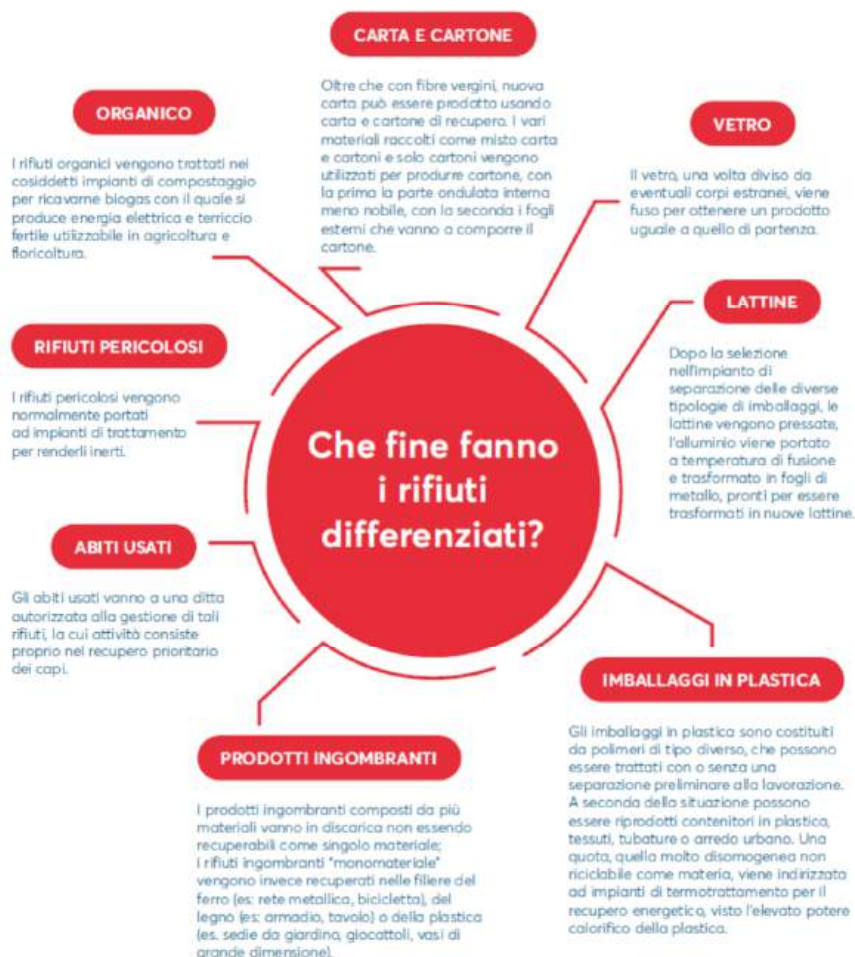 CARTA E CARTONE
Oltre che con fibre vergini, nuova
carta può essere prodotta usando
carta e cartone di recupero. I vari
materiali raccolti come misto carta
e cartoni e solo cartoni vengono
utilizzati per produrre cartone, con
la prima la parte ondulata interna
meno nobile, con la seconda i fogli
esterni che vanno a comporre il
cartone.
ORGANICO
I rifiuti organici vengono trattati nei
cosiddetti impianti di compostaggio
per ricavarne biogas con il quale si
produce energia elettrica e terriccio
fertile utilizzabile in agricoltura e
floricoltura.
VETRO
Il vetro, una volta diviso da
eventuali corpi estranei, viene
fuso per ottenere un prodotto
uguale a quello di partenza.
LATTINE
Dopo la selezione
nell'impianto di
separazione delle diverse
tipologie di imballaggi, le
lattine vengono pressate,
l'alluminio viene portato
a temperatura di fusione
e trasformato in fogli di
metallo, pronti per essere
trasformati in nuove lattine.
RIFIUTI PERICOLOSI
I rifiuti pericolosi vengono
normalmente portati
ad impianti di trattamento
per renderli inerti.
Che fine fanno
i rifiuti
differenziati?
ABITI USATI
Gli abiti usati vanno a una ditta
autorizzata alla gestione di tali
rifiuti, la cui attività consiste
proprio nel recupero prioritario
dei capi.
IMBALLAGGI IN PLASTICA
Gli imballaggi in plastica sono costituiti
da polimeri di tipo diverso, che possono
essere trattati con o senza una
separazione preliminare alla lavorazione.
A seconda della situazione possono
essere riprodotti contenitori in plastica,
tessuti, tubature o arredo urbano. Una
quota, quella molto disomogenea non
riciclabile come materia, viene indirizzata
ad impianti di termotrattamento per il
recupero energetico, visto l'elevato potere
calorifico della plastica.
PRODOTTI INGOMBRANTI
I prodotti ingombranti composti da più
materiali vanno in discarica non essendo
recuperabili come singolo materiale;
i rifiuti ingombranti "monomateriale"
vengono invece recuperati nelle filiere del
ferro (es: rete metallica, bicicletta), del
legno (es: armadio, tavolo) o della plastica
(es. sedie da giardino, giocattoli, vasi di
grande dimensione).